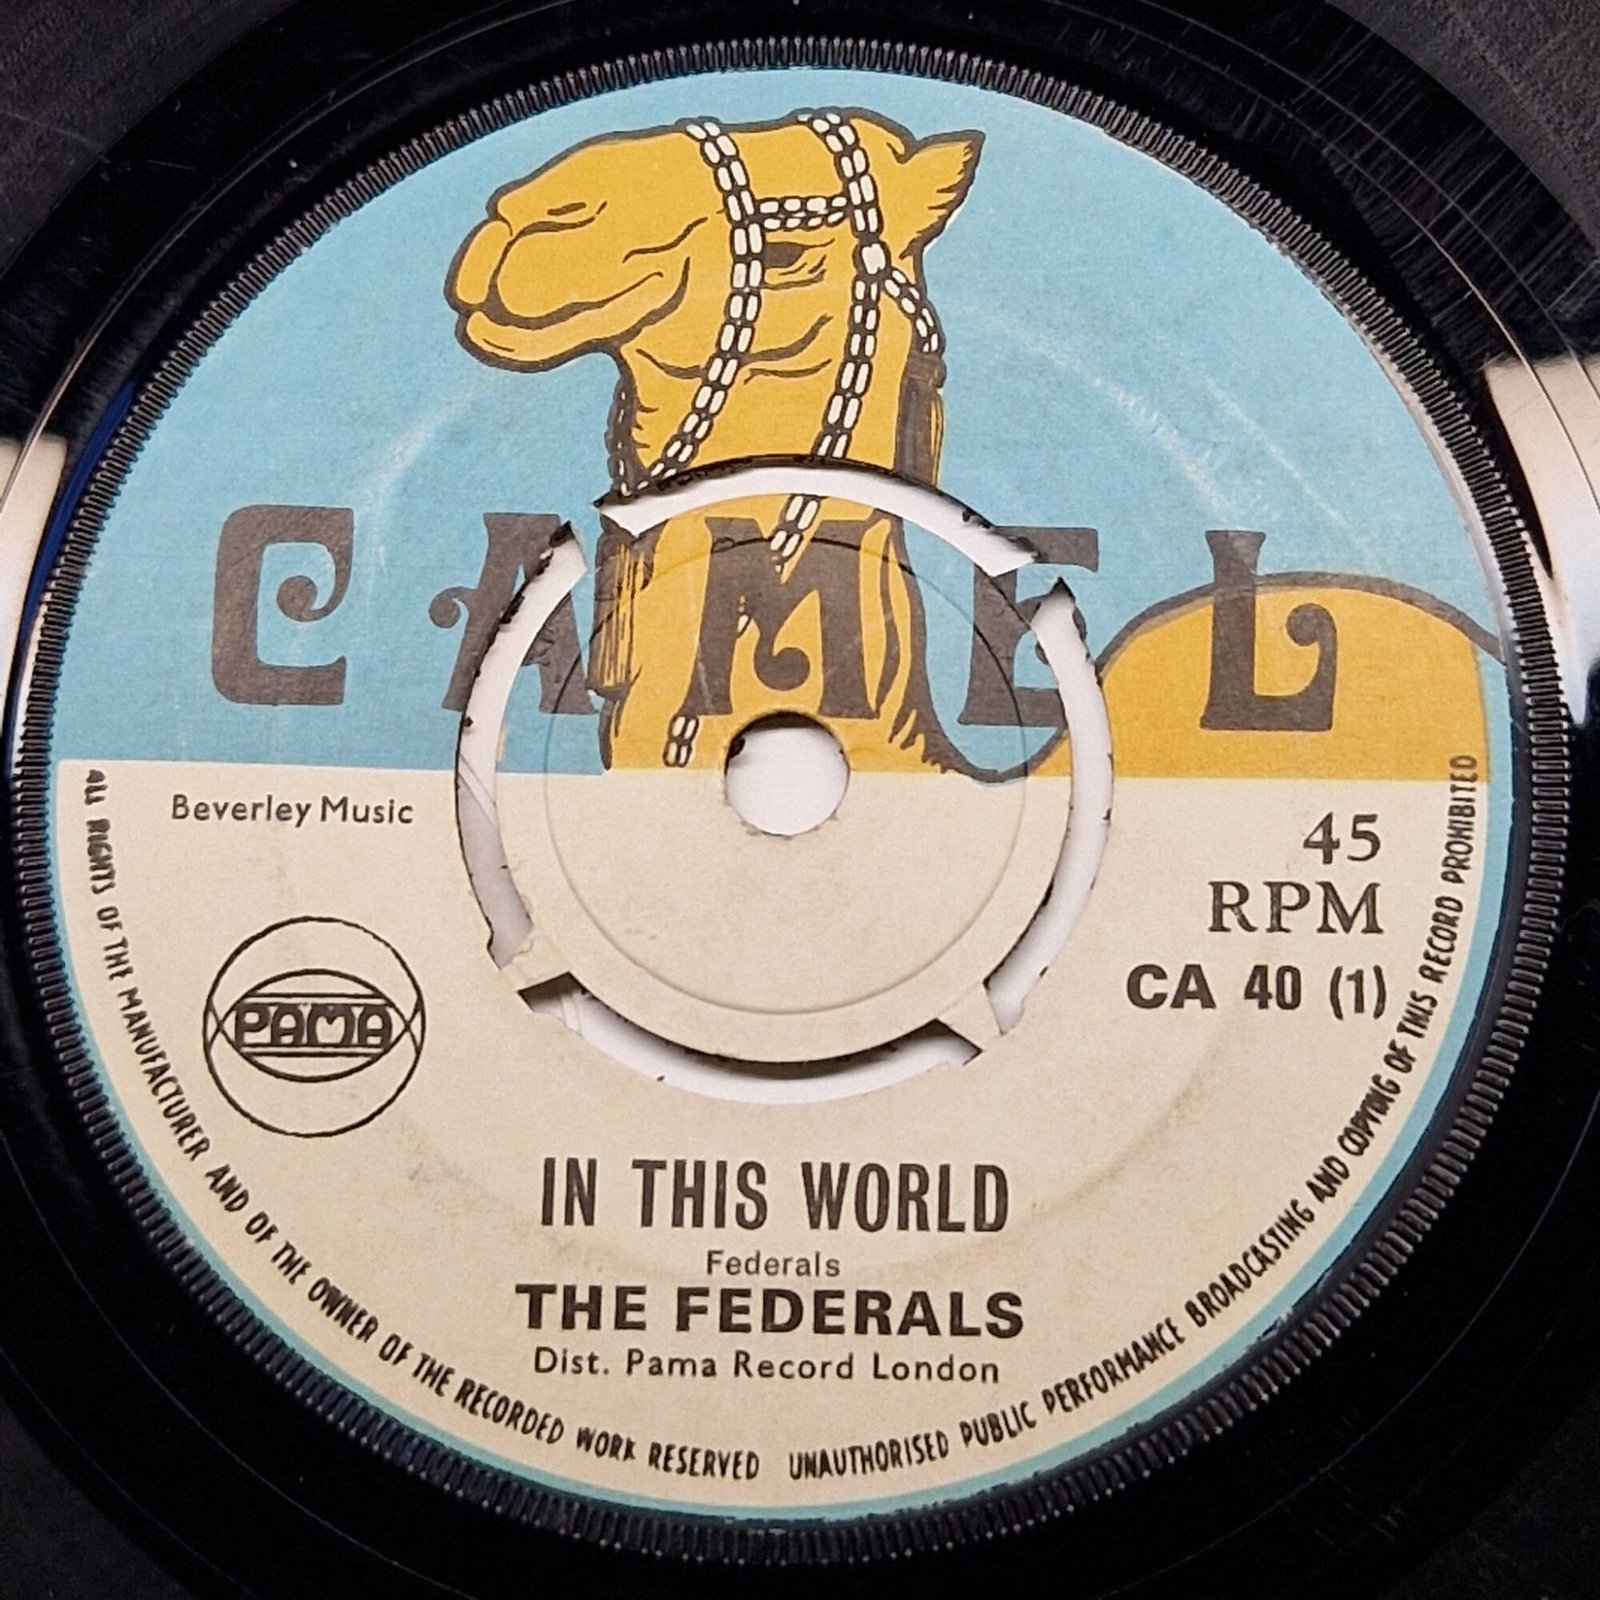 CAMEL
Beverley Music
45
RPM
CA 40 (1)
PAMA
IN THIS WORLD
Federals
THE FEDERALS
Dist. Pama Record London
ALL RIGHTS OF THE MANUFACTURER AND OF THE OWNER OF THE RECORDED WORK RESERVED UNAUTHORISED PUBLIC PERFORMANCE BROADCASTING AND COPYING OF THIS RECORD PROHIBITED